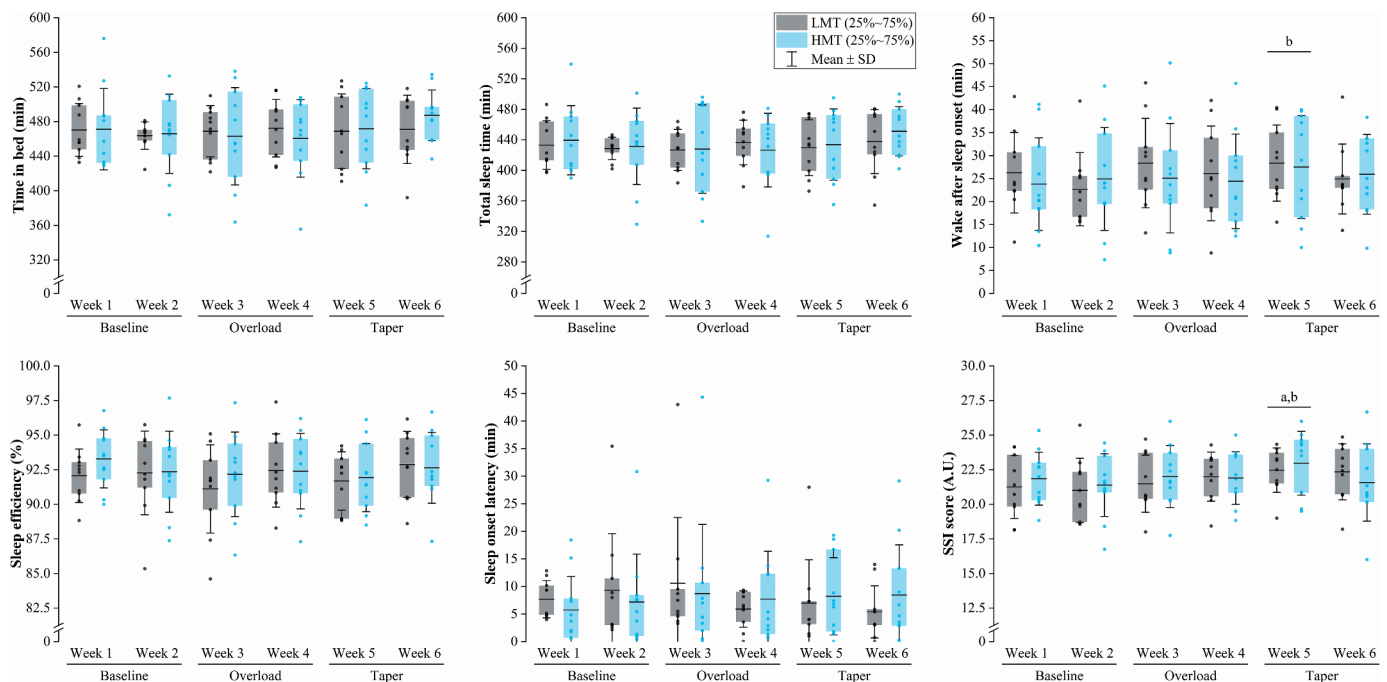 LMT (25%~75%)
HMT (25%~75%)
Mean ± SD
Time in bed (min)
600
560
520
480
440
400
360
320
0
Week 1 Week 2 Week 3 Week 4 Week 5 Week 6
Baseline Overload Taper
Total sleep time (min)
600
560
520
480
440
400
360
320
280
0
Week 1 Week 2 Week 3 Week 4 Week 5 Week 6
Baseline Overload Taper
Wake after sleep onset (min)
60
55
50
45
40
35
30
25
20
15
10
5
0
b
Week 1 Week 2 Week 3 Week 4 Week 5 Week 6
Baseline Overload Taper
Sleep efficiency (%)
100.0
97.5
95.0
92.5
90.0
87.5
85.0
82.5
0
Week 1 Week 2 Week 3 Week 4 Week 5 Week 6
Baseline Overload Taper
Sleep onset latency (min)
50
45
40
35
30
25
20
15
10
5
0
Week 1 Week 2 Week 3 Week 4 Week 5 Week 6
Baseline Overload Taper
SSI score (A.U.)
30.0
27.5
25.0
22.5
20.0
17.5
15.0
12.5
0
a,b
Week 1 Week 2 Week 3 Week 4 Week 5 Week 6
Baseline Overload Taper